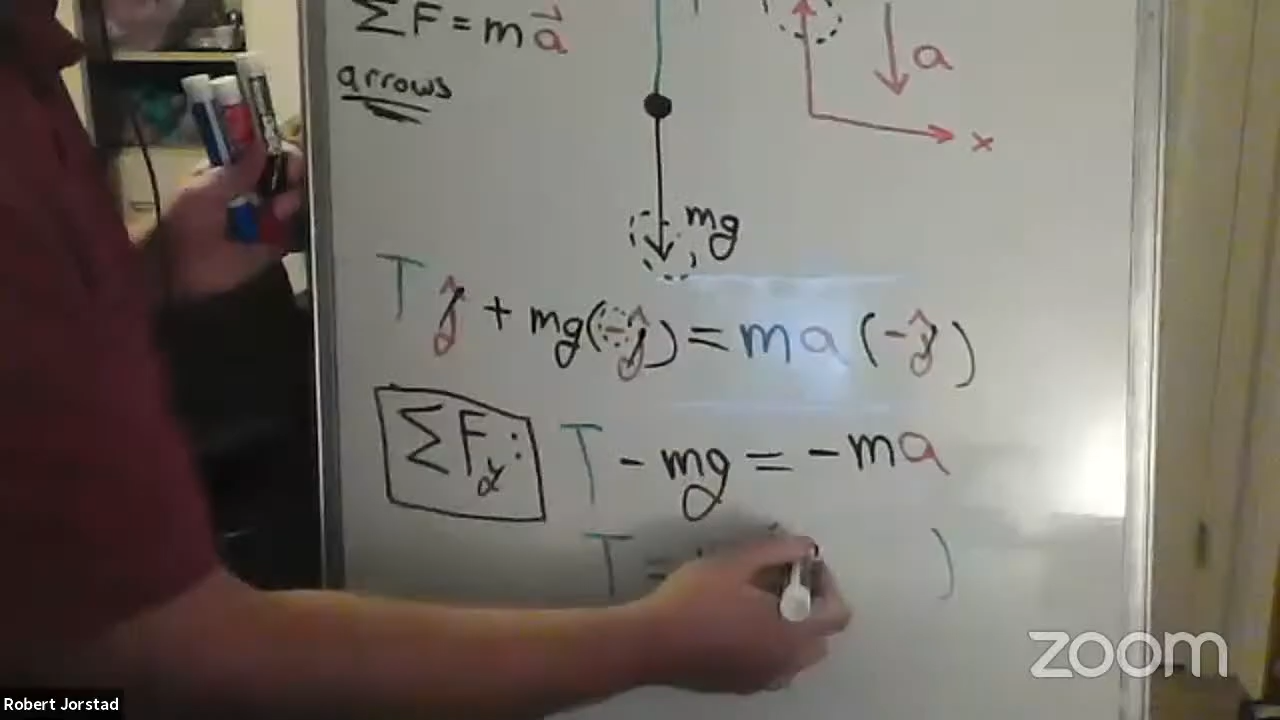 ΣF = ma⃗
arrows
a
x
mg
T ĵ + mg(-ĵ) = ma(-ĵ)
ΣFy: T - mg = -ma
T = )
zoom
Robert Jorstad